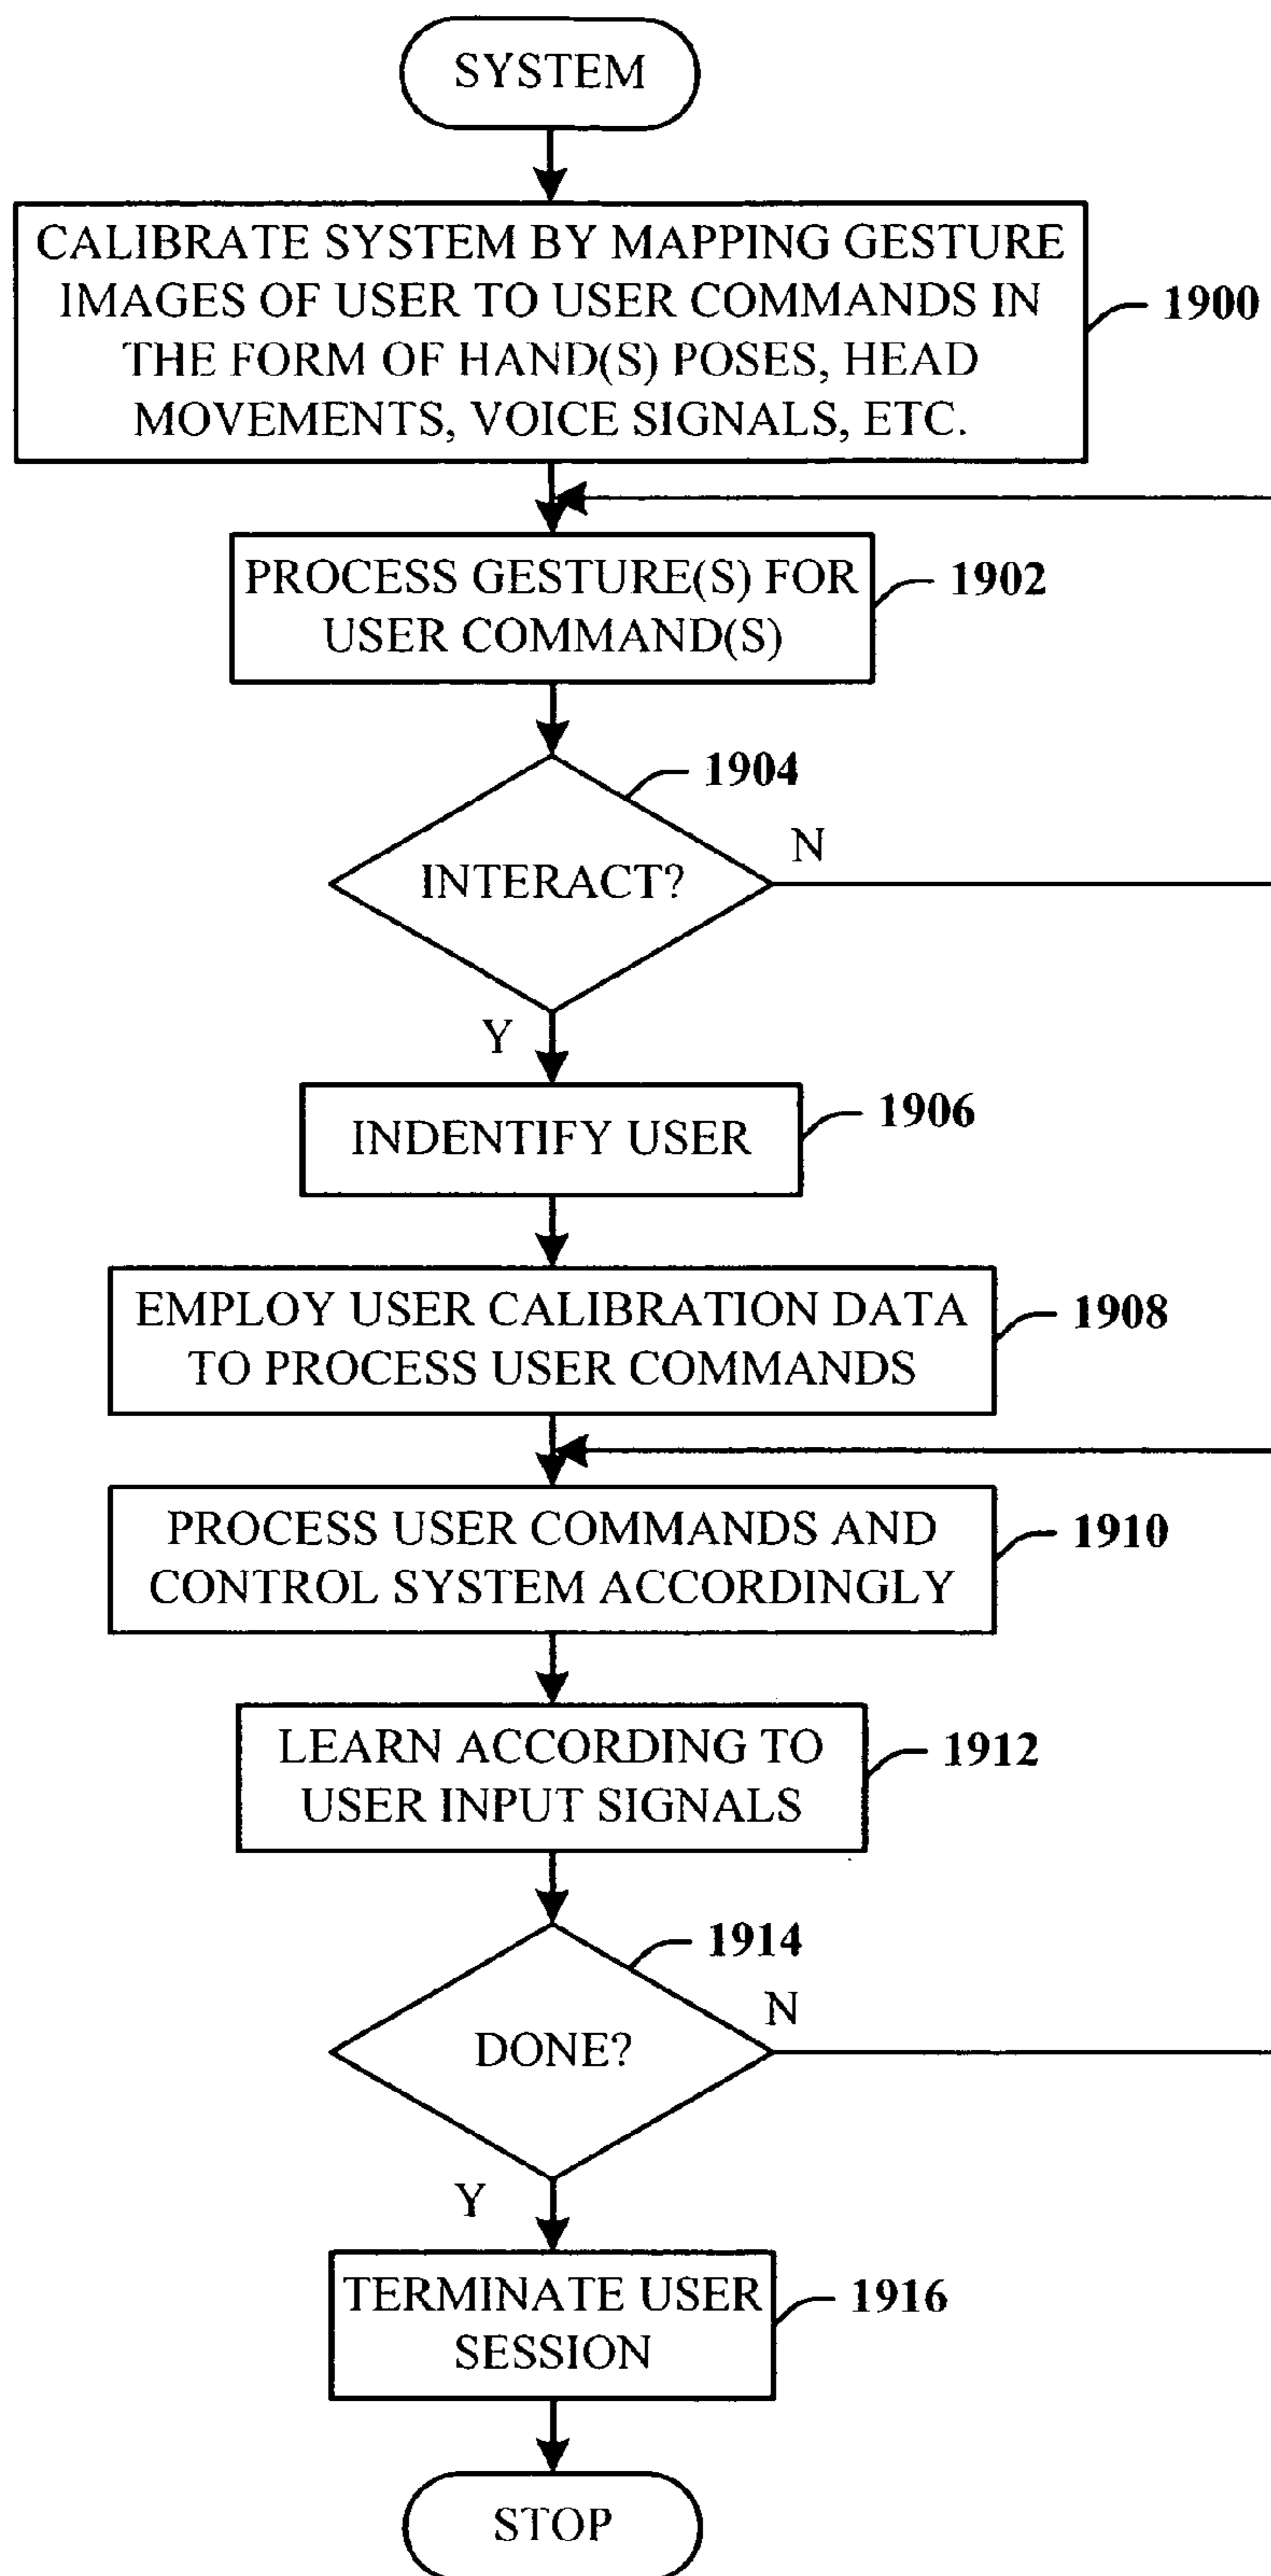 SYSTEM
CALIBRATE SYSTEM BY MAPPING GESTURE
IMAGES OF USER TO USER COMMANDS IN
THE FORM OF HAND(S) POSES, HEAD
MOVEMENTS, VOICE SIGNALS, ETC.
1900
PROCESS GESTURE(S) FOR
USER COMMAND(S)
1902
1904
INTERACT?
N
Y
INDENTIFY USER
1906
EMPLOY USER CALIBRATION DATA
TO PROCESS USER COMMANDS
1908
PROCESS USER COMMANDS AND
CONTROL SYSTEM ACCORDINGLY
1910
LEARN ACCORDING TO
USER INPUT SIGNALS
1912
1914
DONE?
N
Y
TERMINATE USER
SESSION
1916
STOP